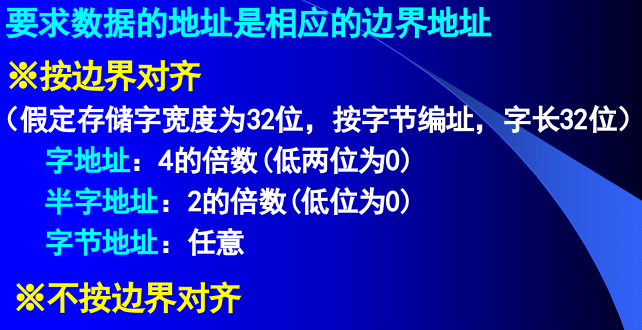 要求数据的地址是相应的边界地址
※按边界对齐
（假定存储字宽度为32位，按字节编址，字长32位）
字地址：4的倍数(低两位为0)
半字地址：2的倍数(低位为0)
字节地址：任意
※不按边界对齐